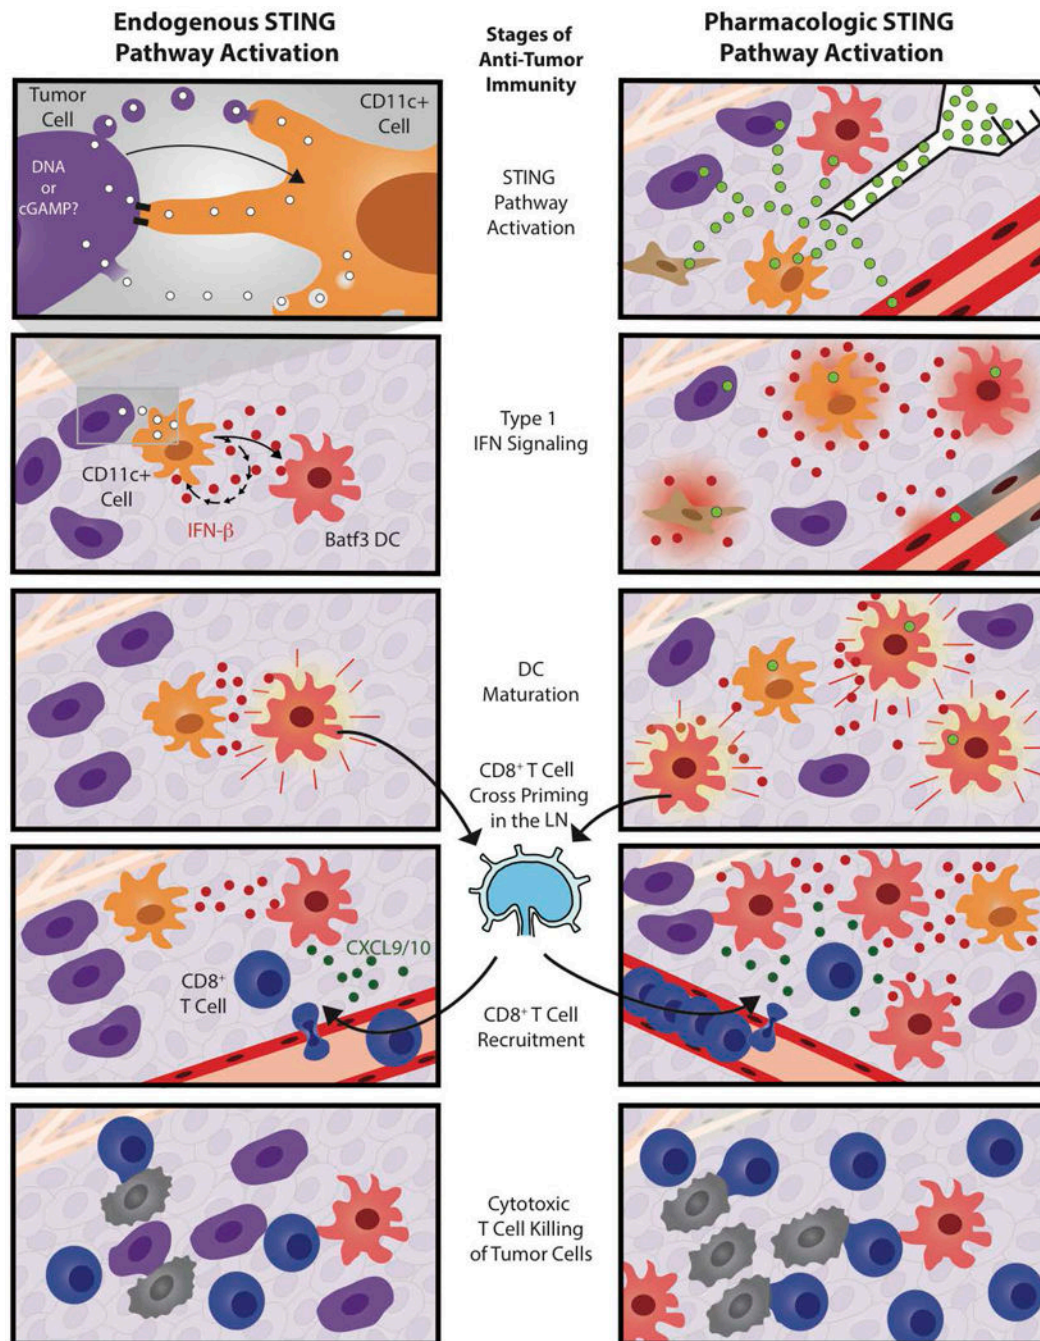 Endogenous STING
Pathway Activation
Stages of
Anti-Tumor
Immunity
Pharmacologic STING
Pathway Activation
Tumor
Cell
CD11c+
Cell
DNA
or
cGAMP?
STING
Pathway
Activation
Type 1
IFN Signaling
CD11c+
Cell
IFN-β
Batf3 DC
DC
Maturation
CD8⁺ T Cell
Cross Priming
in the LN
CXCL9/10
CD8⁺
T Cell
CD8⁺ T Cell
Recruitment
Cytotoxic
T Cell Killing
of Tumor Cells